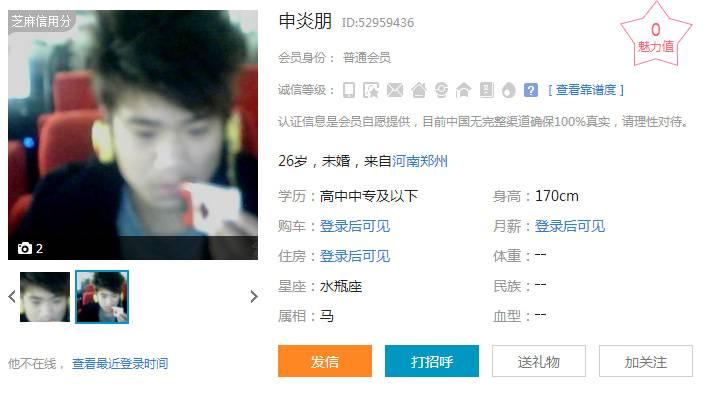 芝麻信用分
申炎朋 ID:52959436
0
魅力值
会员身份： 普通会员
诚信等级： ? [ 查看靠谱度 ]
认证信息是会员自愿提供，目前中国无完整渠道确保100%真实，请理性对待。
26岁，未婚，来自河南郑州
学历：高中中专及以下 身高：170cm
购车：登录后可见 月薪：登录后可见
住房：登录后可见 体重：--
星座：水瓶座 民族：--
属相：马 血型：--
2
他不在线， 查看最近登录时间
发信 打招呼 送礼物 加关注